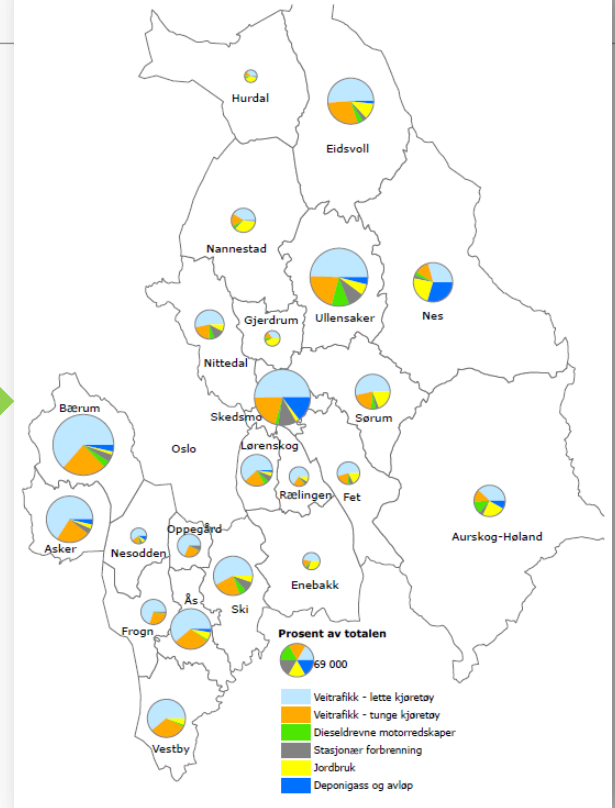 Hurdal
Eidsvoll
Nannestad
Ullensaker
Nes
Gjerdrum
Nittedal
Bærum
Skedsmo
Sørum
Oslo
Lørenskog
Rælingen
Fet
Asker
Nesodden
Oppegård
Aurskog-Høland
Enebakk
Ås
Ski
Frogn
Vestby
Prosent av totalen
69 000
Veitrafikk - lette kjøretøy
Veitrafikk - tunge kjøretøy
Dieseldrevne motorredskaper
Stasjonær forbrenning
Jordbruk
Deponigass og avløp